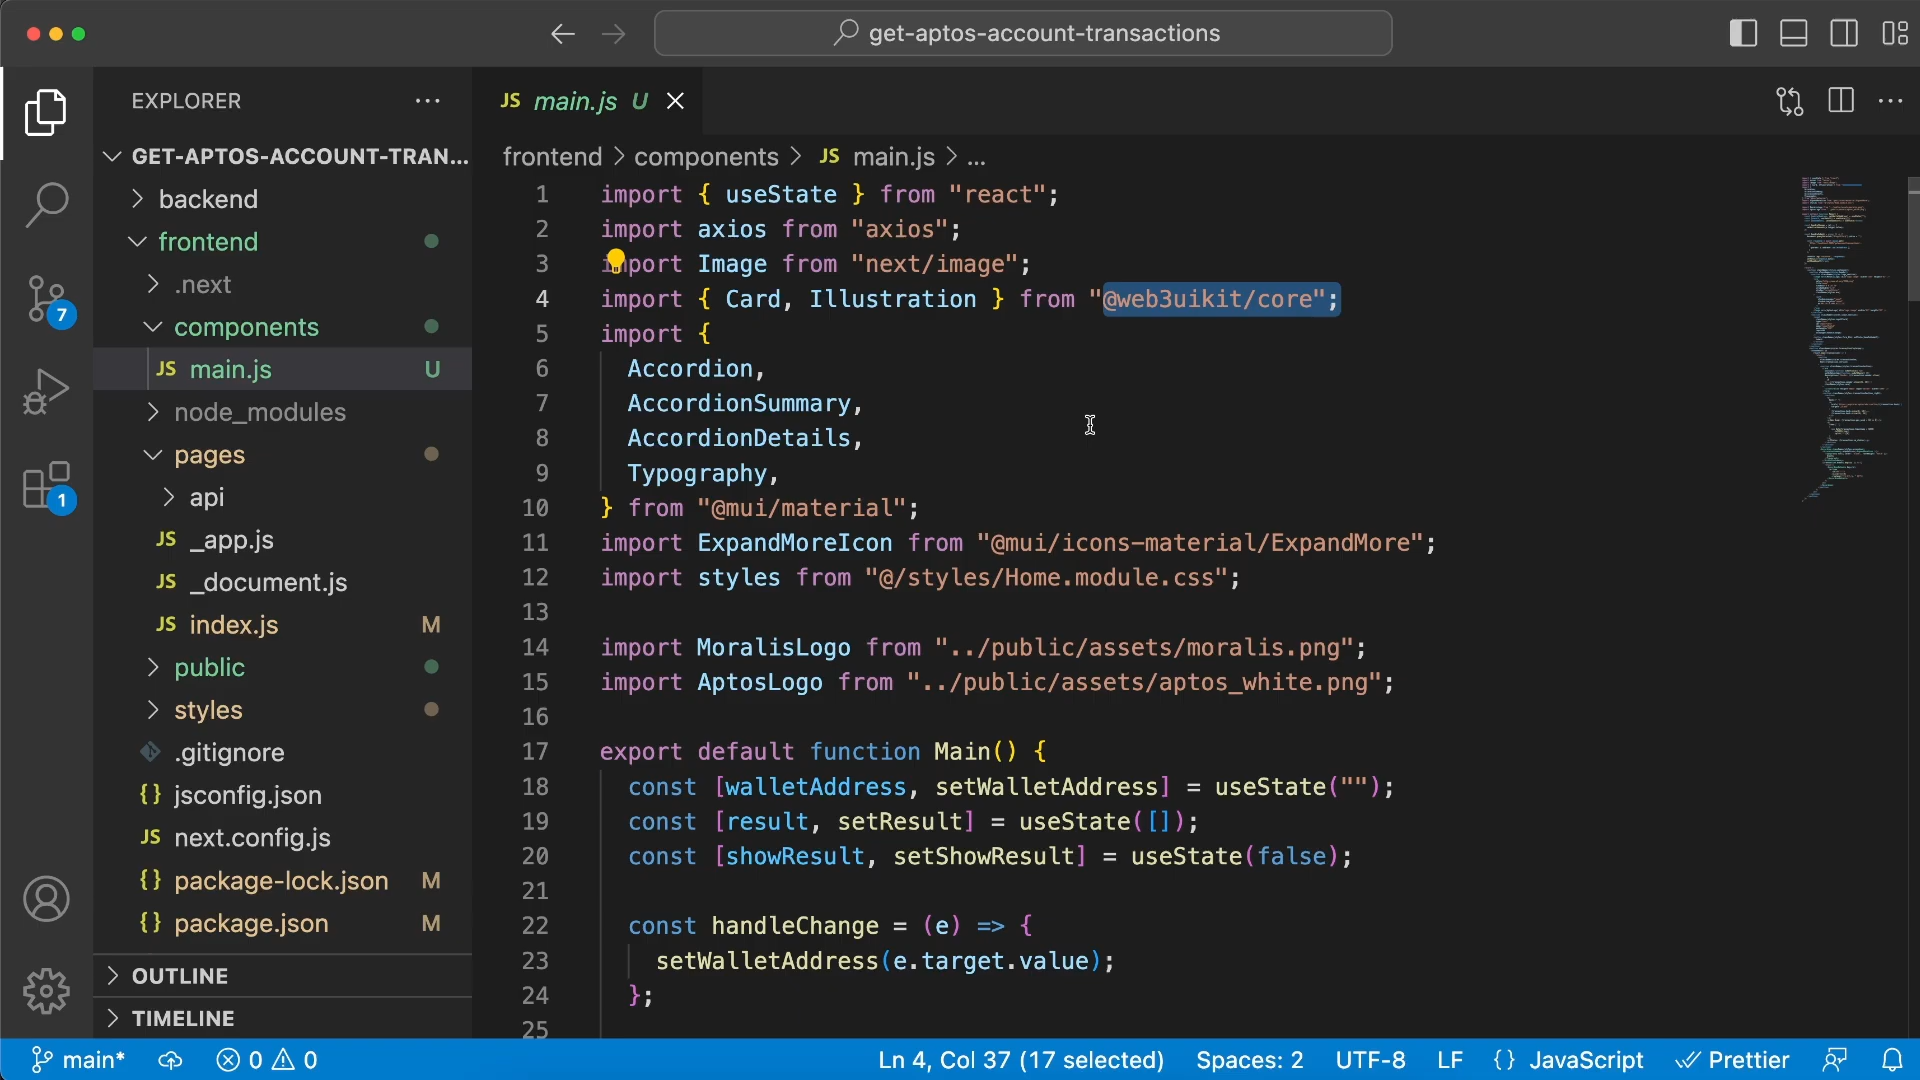 get-aptos-account-transactions
EXPLORER
JS main.js U
GET-APTOS-ACCOUNT-TRAN...
backend
frontend
.next
components
JS main.js U
node_modules
pages
api
JS _app.js
JS _document.js
JS index.js M
public
styles
.gitignore
{} jsconfig.json
JS next.config.js
{} package-lock.json M
{} package.json M
OUTLINE
TIMELINE
7
1
frontend > components > JS main.js > ...
1 import { useState } from "react";
2 import axios from "axios";
3 import Image from "next/image";
4 import { Card, Illustration } from "@web3uikit/core";
5 import {
6 Accordion,
7 AccordionSummary,
8 AccordionDetails,
9 Typography,
10 } from "@mui/material";
11 import ExpandMoreIcon from "@mui/icons-material/ExpandMore";
12 import styles from "@/styles/Home.module.css";
13
14 import MoralisLogo from "../public/assets/moralis.png";
15 import AptosLogo from "../public/assets/aptos_white.png";
16
17 export default function Main() {
18 const [walletAddress, setWalletAddress] = useState("");
19 const [result, setResult] = useState([]);
20 const [showResult, setShowResult] = useState(false);
21
22 const handleChange = (e) => {
23 setWalletAddress(e.target.value);
24 };
25
main* 0 0 Ln 4, Col 37 (17 selected) Spaces: 2 UTF-8 LF {} JavaScript Prettier